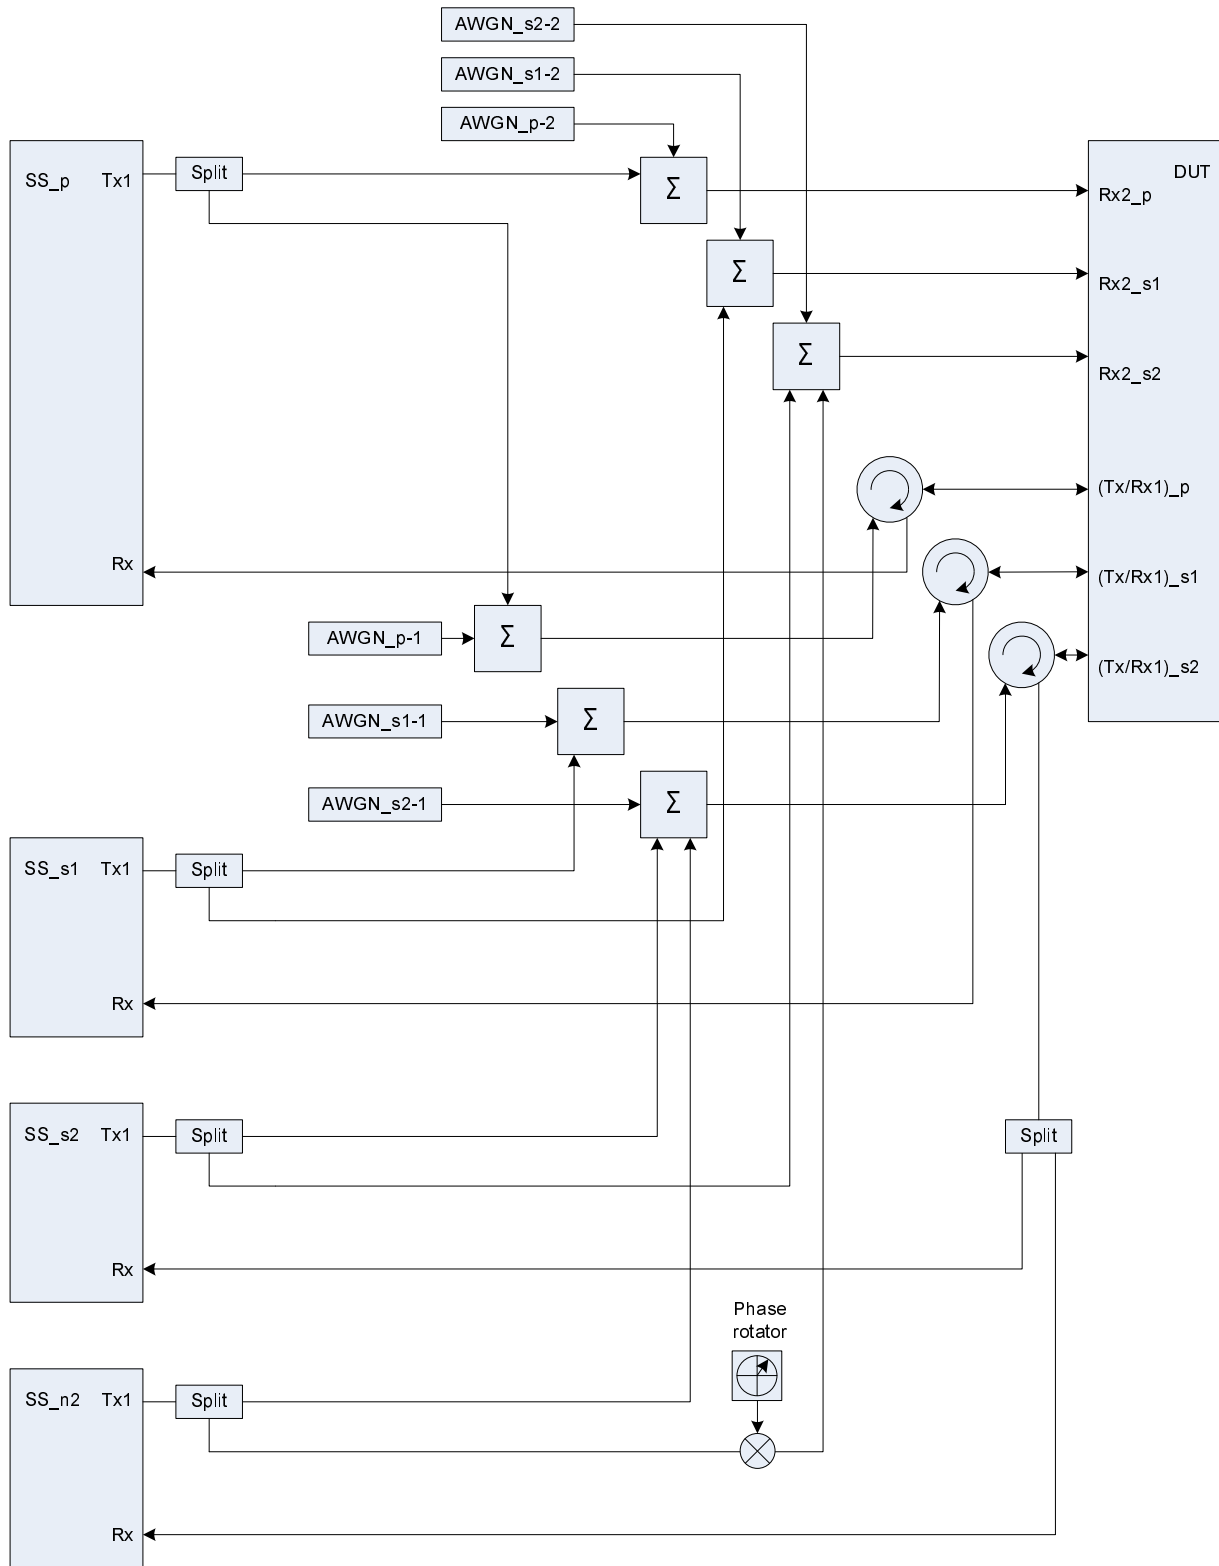 AWGN_s2-2
AWGN_s1-2
AWGN_p-2
SS_p Tx1
Split
Σ
DUT
Rx2_p
Σ
Rx2_s1
Σ
Rx2_s2
(Tx/Rx1)_p
Rx
(Tx/Rx1)_s1
AWGN_p-1
Σ
(Tx/Rx1)_s2
AWGN_s1-1
Σ
AWGN_s2-1
Σ
SS_s1 Tx1
Split
Rx
SS_s2 Tx1
Split
Split
Rx
Phase
rotator
SS_n2 Tx1
Split
Rx